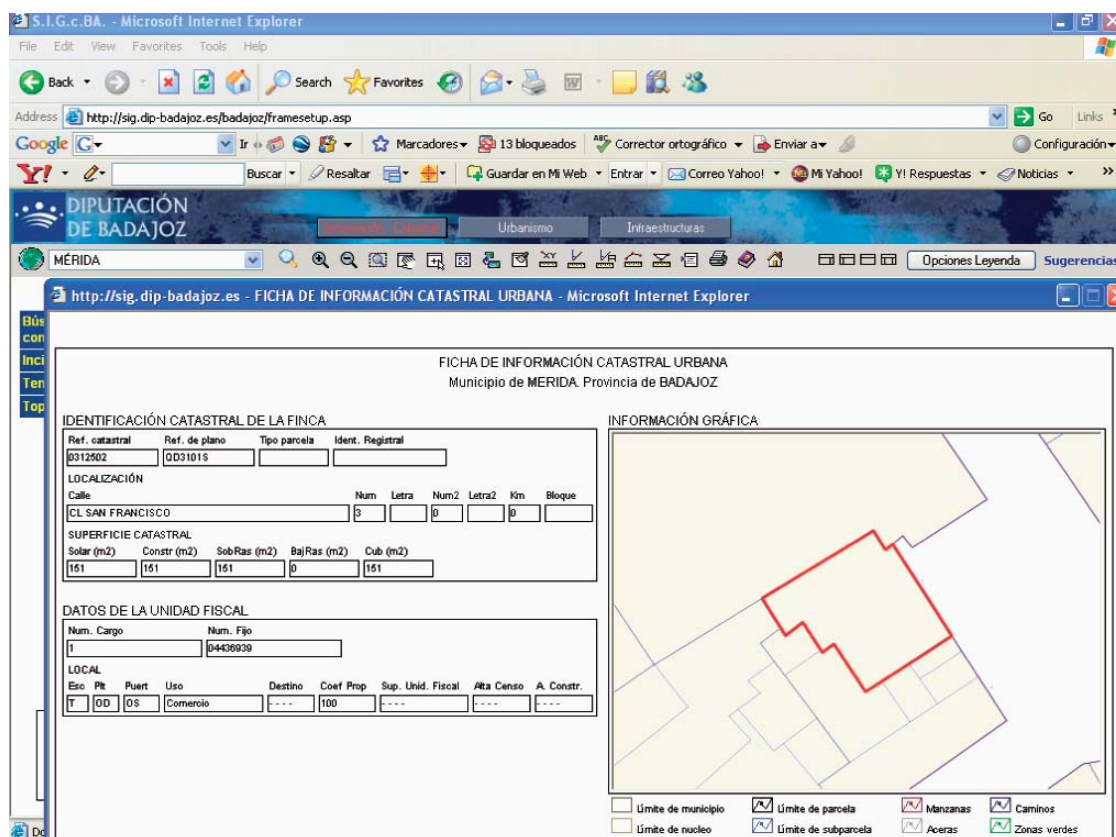 S.I.G.c.BA. - Microsoft Internet Explorer
File Edit View Favorites Tools Help
Back Search Favorites
Address http://sig.dip-badajoz.es/badajoz/framesetup.asp Go Links
Google Ir Marcadores 13 bloqueados Corrector ortográfico Enviar a Configuración
Y! Buscar Resaltar Guardar en Mi Web Entrar Correo Yahoo! Mi Yahoo! Y! Respuestas Noticias »
DIPUTACIÓN
DE BADAJOZ
Urbanismo Infraestructuras
MÉRIDA Opciones Leyenda Sugerencias
http://sig.dip-badajoz.es - FICHA DE INFORMACIÓN CATASTRAL URBANA - Microsoft Internet Explorer
Bús
con
Inci
Ten
Top
FICHA DE INFORMACIÓN CATASTRAL URBANA
Municipio de MERIDA. Provincia de BADAJOZ
IDENTIFICACIÓN CATASTRAL DE LA FINCA INFORMACIÓN GRÁFICA
Ref. catastral Ref. de plano Tipo parcela Ident. Registral
0312502 QD3101S
LOCALIZACIÓN
Calle Num Letra Num2 Letra2 Km Bloque
CL SAN FRANCISCO 3 0 0
SUPERFICIE CATASTRAL
Solar (m2) Constr (m2) SobRas (m2) BajRas (m2) Cub (m2)
151 151 151 0 151
DATOS DE LA UNIDAD FISCAL
Num. Cargo Num. Fijo
1 04436939
LOCAL
Esc Plt Puert Uso Destino Coef Prop Sup. Unid. Fiscal Alta Censo A. Constr.
T OD OS Comercio - - - - 100 - - - - - - - - - - - -
Límite de municipio Límite de parcela Manzanas Caminos
Límite de nucleo Límite de subparcela Aceras Zonas verdes